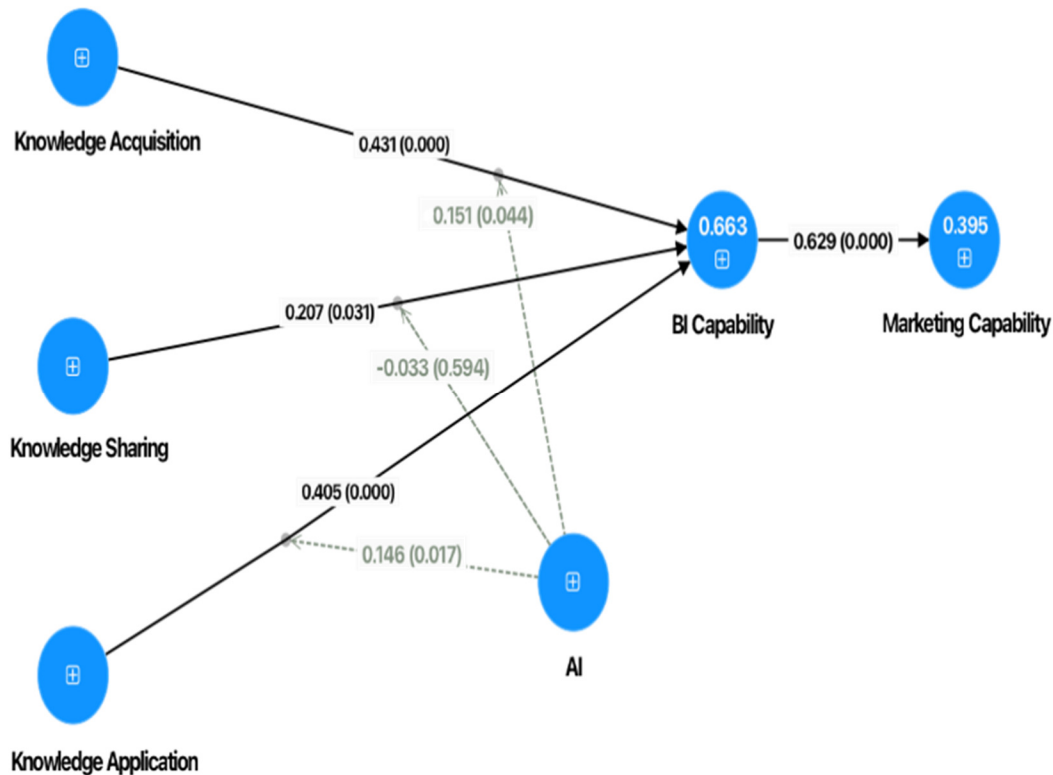 Knowledge Acquisition
0.431 (0.000)
0.151 (0.044)
0.663
BI Capability
0.629 (0.000)
0.395
Marketing Capability
0.207 (0.031)
-0.033 (0.594)
Knowledge Sharing
0.405 (0.000)
0.146 (0.017)
AI
Knowledge Application